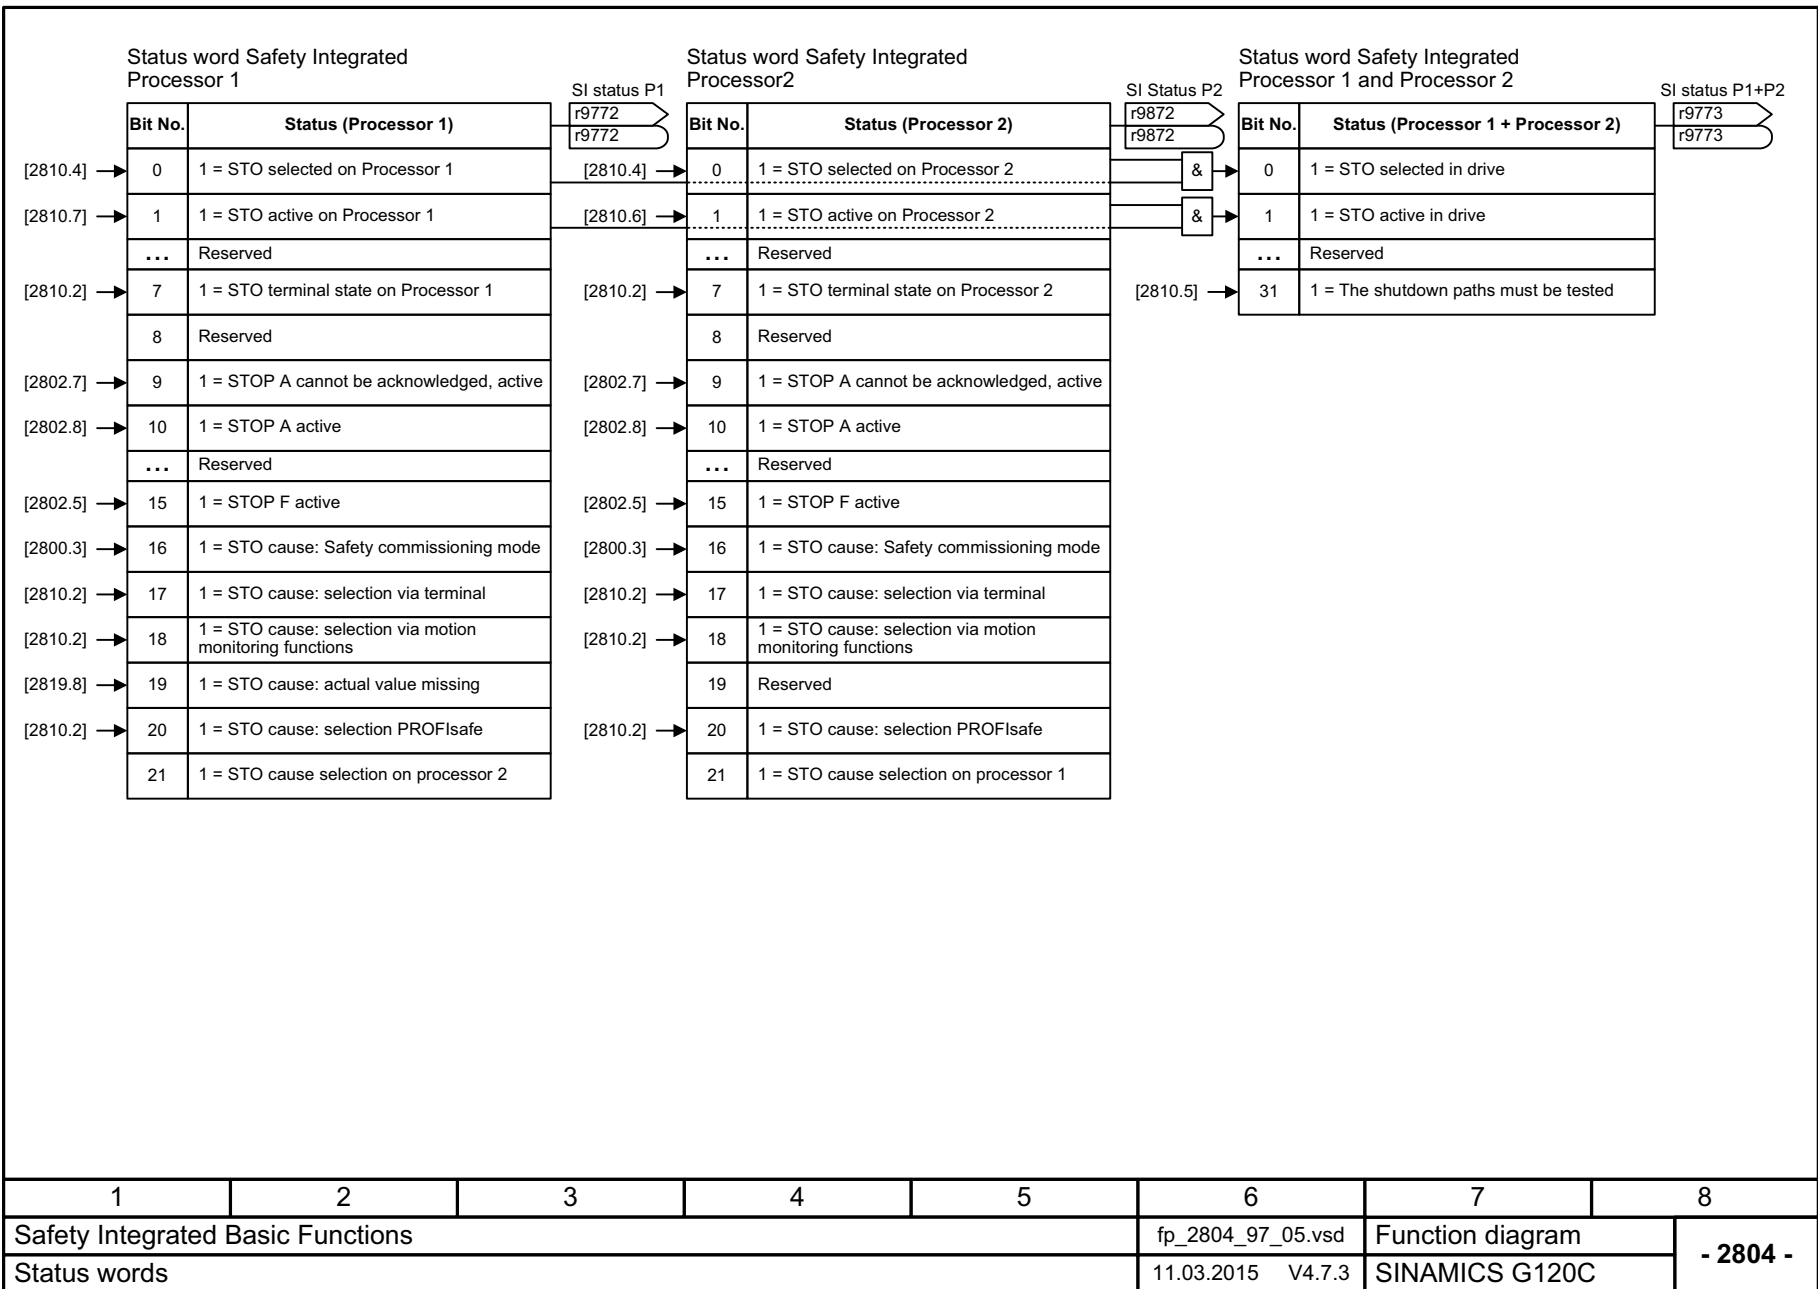 Status word Safety Integrated
Processor 1
SI status P1
r9772
r9772
Bit No. Status (Processor 1)
[2810.4] 0 1 = STO selected on Processor 1
[2810.7] 1 1 = STO active on Processor 1
... Reserved
[2810.2] 7 1 = STO terminal state on Processor 1
8 Reserved
[2802.7] 9 1 = STOP A cannot be acknowledged, active
[2802.8] 10 1 = STOP A active
... Reserved
[2802.5] 15 1 = STOP F active
[2800.3] 16 1 = STO cause: Safety commissioning mode
[2810.2] 17 1 = STO cause: selection via terminal
[2810.2] 18 1 = STO cause: selection via motion
monitoring functions
[2819.8] 19 1 = STO cause: actual value missing
[2810.2] 20 1 = STO cause: selection PROFIsafe
21 1 = STO cause selection on processor 2
Status word Safety Integrated
Processor2
SI Status P2
r9872
r9872
Bit No. Status (Processor 2)
[2810.4] 0 1 = STO selected on Processor 2
&
[2810.6] 1 1 = STO active on Processor 2
&
... Reserved
[2810.2] 7 1 = STO terminal state on Processor 2
8 Reserved
[2802.7] 9 1 = STOP A cannot be acknowledged, active
[2802.8] 10 1 = STOP A active
... Reserved
[2802.5] 15 1 = STOP F active
[2800.3] 16 1 = STO cause: Safety commissioning mode
[2810.2] 17 1 = STO cause: selection via terminal
[2810.2] 18 1 = STO cause: selection via motion
monitoring functions
19 Reserved
[2810.2] 20 1 = STO cause: selection PROFIsafe
21 1 = STO cause selection on processor 1
Status word Safety Integrated
Processor 1 and Processor 2
SI status P1+P2
r9773
r9773
Bit No. Status (Processor 1 + Processor 2)
0 1 = STO selected in drive
1 1 = STO active in drive
... Reserved
[2810.5] 31 1 = The shutdown paths must be tested
1 2 3 4 5 6 7 8
Safety Integrated Basic Functions fp_2804_97_05.vsd Function diagram
- 2804 -
Status words 11.03.2015 V4.7.3 SINAMICS G120C